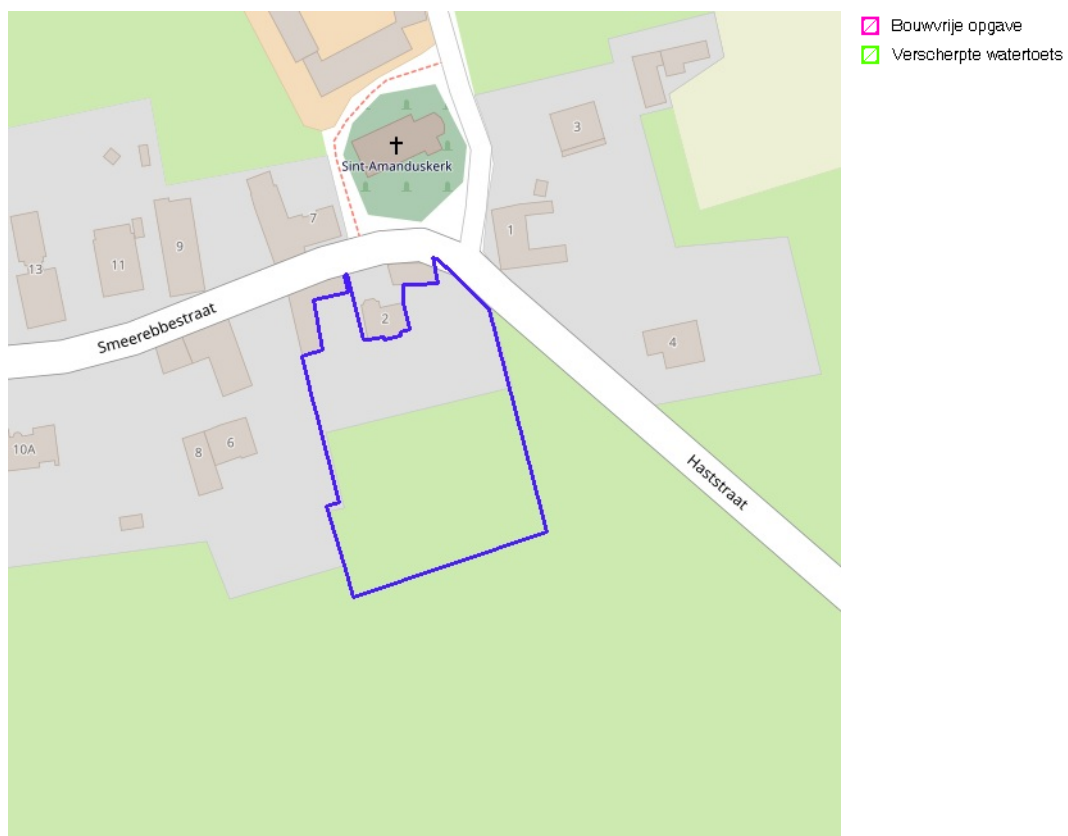 Bouwvrije opgave
Verscherpte watertoets
3
Sint-Amanduskerk
7
1
9
11
13
2
Smeerebbestraat
4
6
8
10A
Haststraat